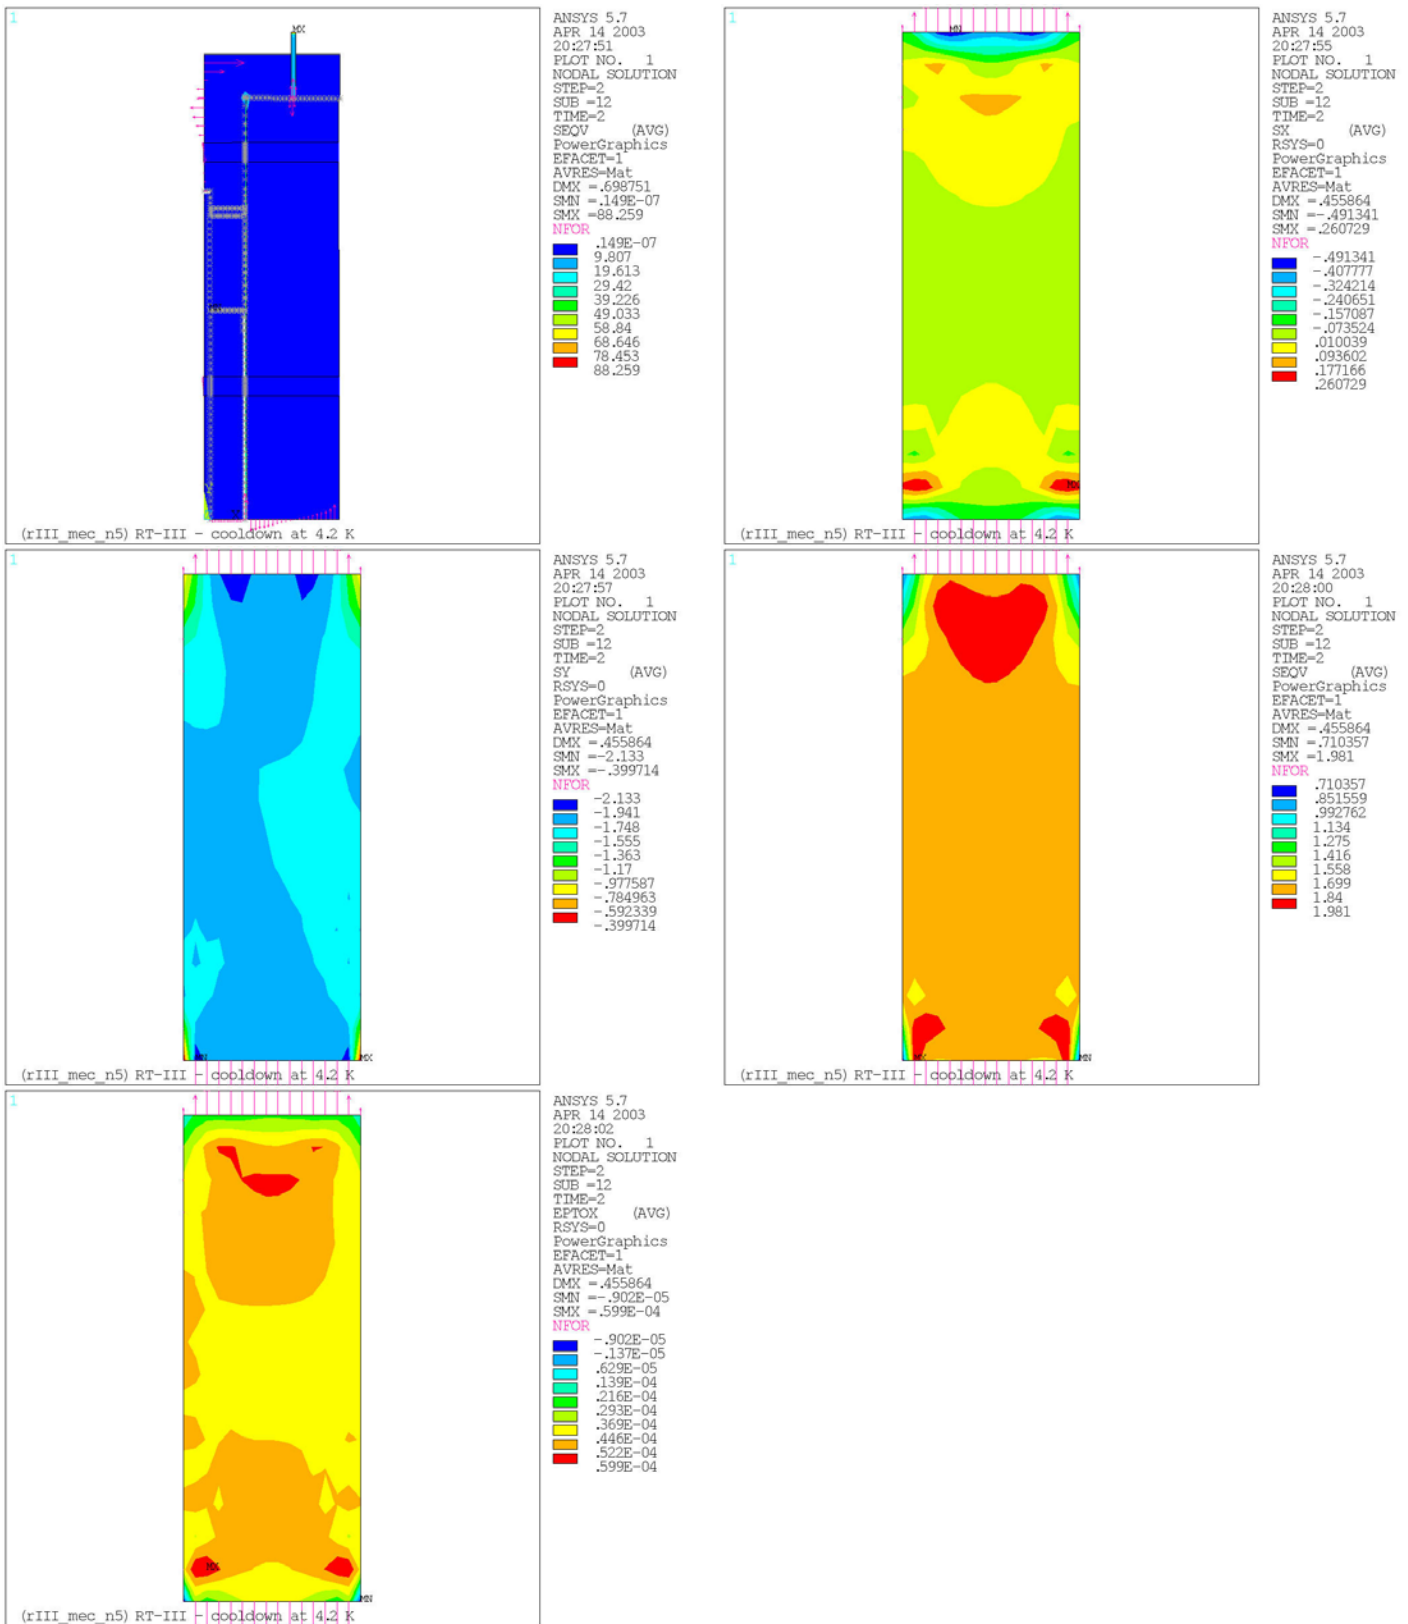 1
MX
(rIII_mec_n5) RT-III - cooldown at 4.2 K
ANSYS 5.7
APR 14 2003
20:27:51
PLOT NO. 1
NODAL SOLUTION
STEP=2
SUB =12
TIME=2
SEQV (AVG)
PowerGraphics
EFACET=1
AVRES=Mat
DMX =.698751
SMN =.149E-07
SMX =88.259
NFOR
.149E-07
9.807
19.613
29.42
39.226
49.033
58.84
68.646
78.453
88.259
1
MN
MX
(rIII_mec_n5) RT-III - cooldown at 4.2 K
ANSYS 5.7
APR 14 2003
20:27:55
PLOT NO. 1
NODAL SOLUTION
STEP=2
SUB =12
TIME=2
SX (AVG)
RSYS=0
PowerGraphics
EFACET=1
AVRES=Mat
DMX =.455864
SMN =-.491341
SMX =.260729
NFOR
-.491341
-.407777
-.324214
-.240651
-.157087
-.073524
.010039
.093602
.177166
.260729
1
MN
MX
(rIII_mec_n5) RT-III - cooldown at 4.2 K
ANSYS 5.7
APR 14 2003
20:27:57
PLOT NO. 1
NODAL SOLUTION
STEP=2
SUB =12
TIME=2
SY (AVG)
RSYS=0
PowerGraphics
EFACET=1
AVRES=Mat
DMX =.455864
SMN =-2.133
SMX =-.399714
NFOR
-2.133
-1.941
-1.748
-1.555
-1.363
-1.17
-.977587
-.784963
-.592339
-.399714
1
MX
MN
(rIII_mec_n5) RT-III - cooldown at 4.2 K
ANSYS 5.7
APR 14 2003
20:28:00
PLOT NO. 1
NODAL SOLUTION
STEP=2
SUB =12
TIME=2
SEQV (AVG)
PowerGraphics
EFACET=1
AVRES=Mat
DMX =.455864
SMN =.710357
SMX =1.981
NFOR
.710357
.851559
.992762
1.134
1.275
1.416
1.558
1.699
1.84
1.981
1
MX
MN
(rIII_mec_n5) RT-III - cooldown at 4.2 K
ANSYS 5.7
APR 14 2003
20:28:02
PLOT NO. 1
NODAL SOLUTION
STEP=2
SUB =12
TIME=2
EPTOX (AVG)
RSYS=0
PowerGraphics
EFACET=1
AVRES=Mat
DMX =.455864
SMN =-.902E-05
SMX =.599E-04
NFOR
-.902E-05
-.137E-05
.629E-05
.139E-04
.216E-04
.293E-04
.369E-04
.446E-04
.522E-04
.599E-04